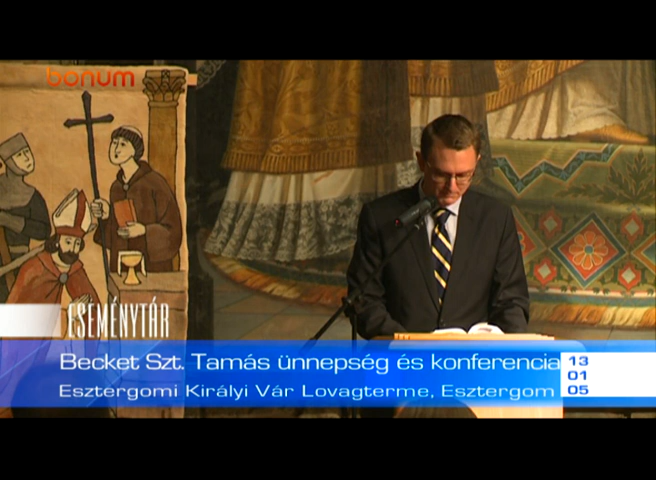 bonum
ESEMÉNYTÁR
Becket Szt. Tamás ünnepség és konferencia
Esztergomi Királyi Vár Lovagterme, Esztergom
13
01
05